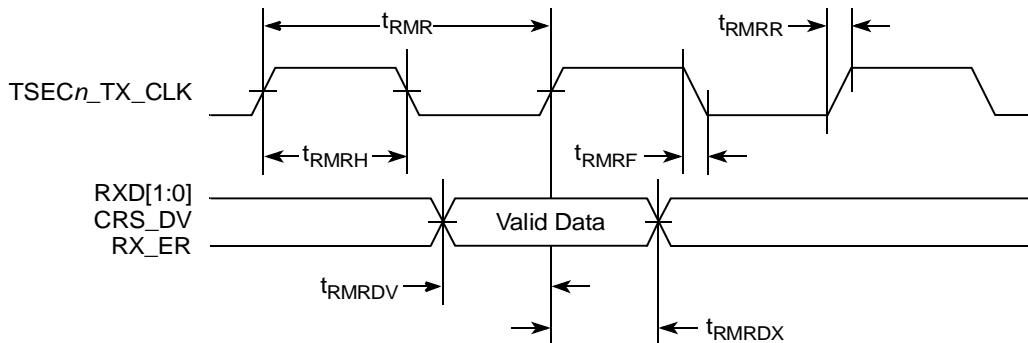 tRMR
tRMRR
TSECn_TX_CLK
tRMRH
tRMRF
RXD[1:0]
CRS_DV
RX_ER
Valid Data
tRMRDV
tRMRDX